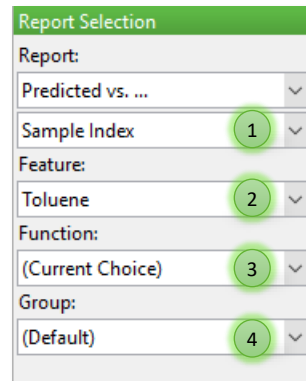 Report Selection
Report:
Predicted vs. ...
Sample Index 1
Feature:
Toluene 2
Function:
(Current Choice) 3
Group:
(Default) 4